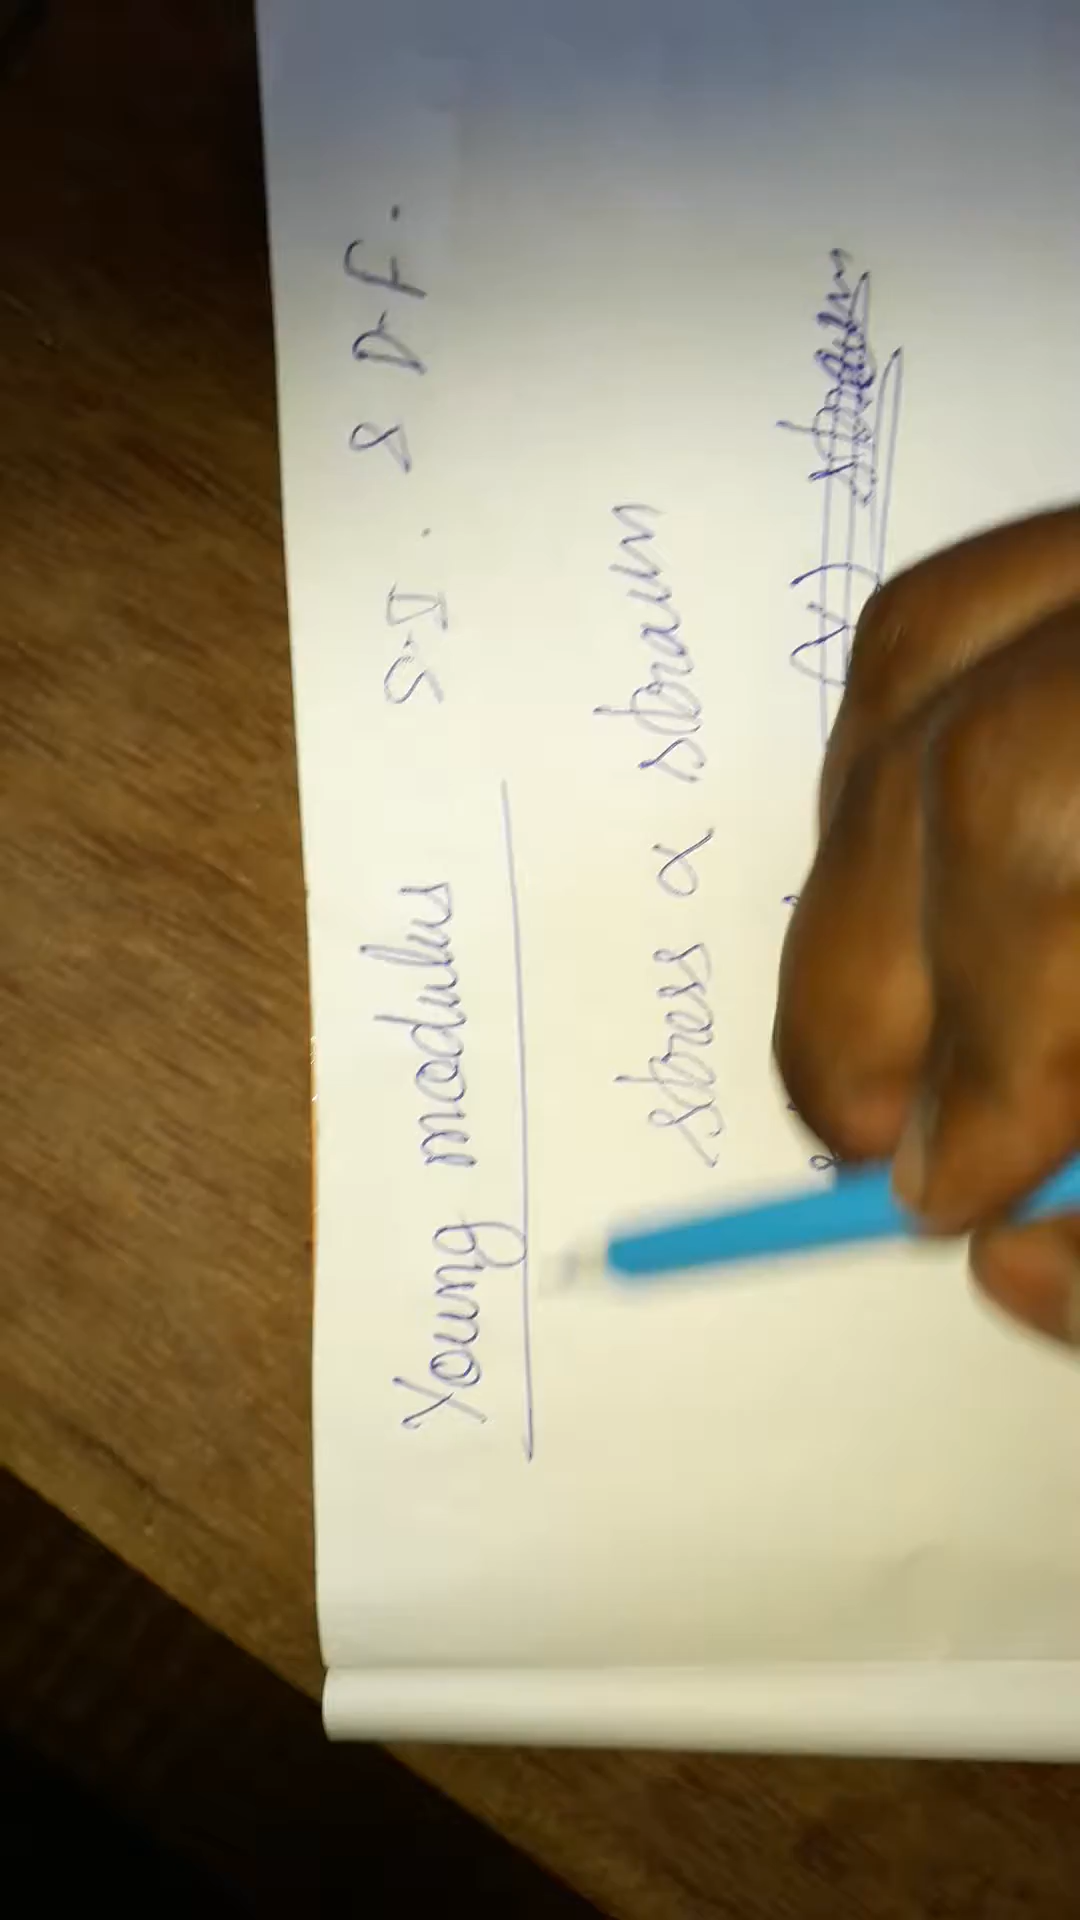 Young modulus S.I. & D.F.
stress ∝ strain
(Y)